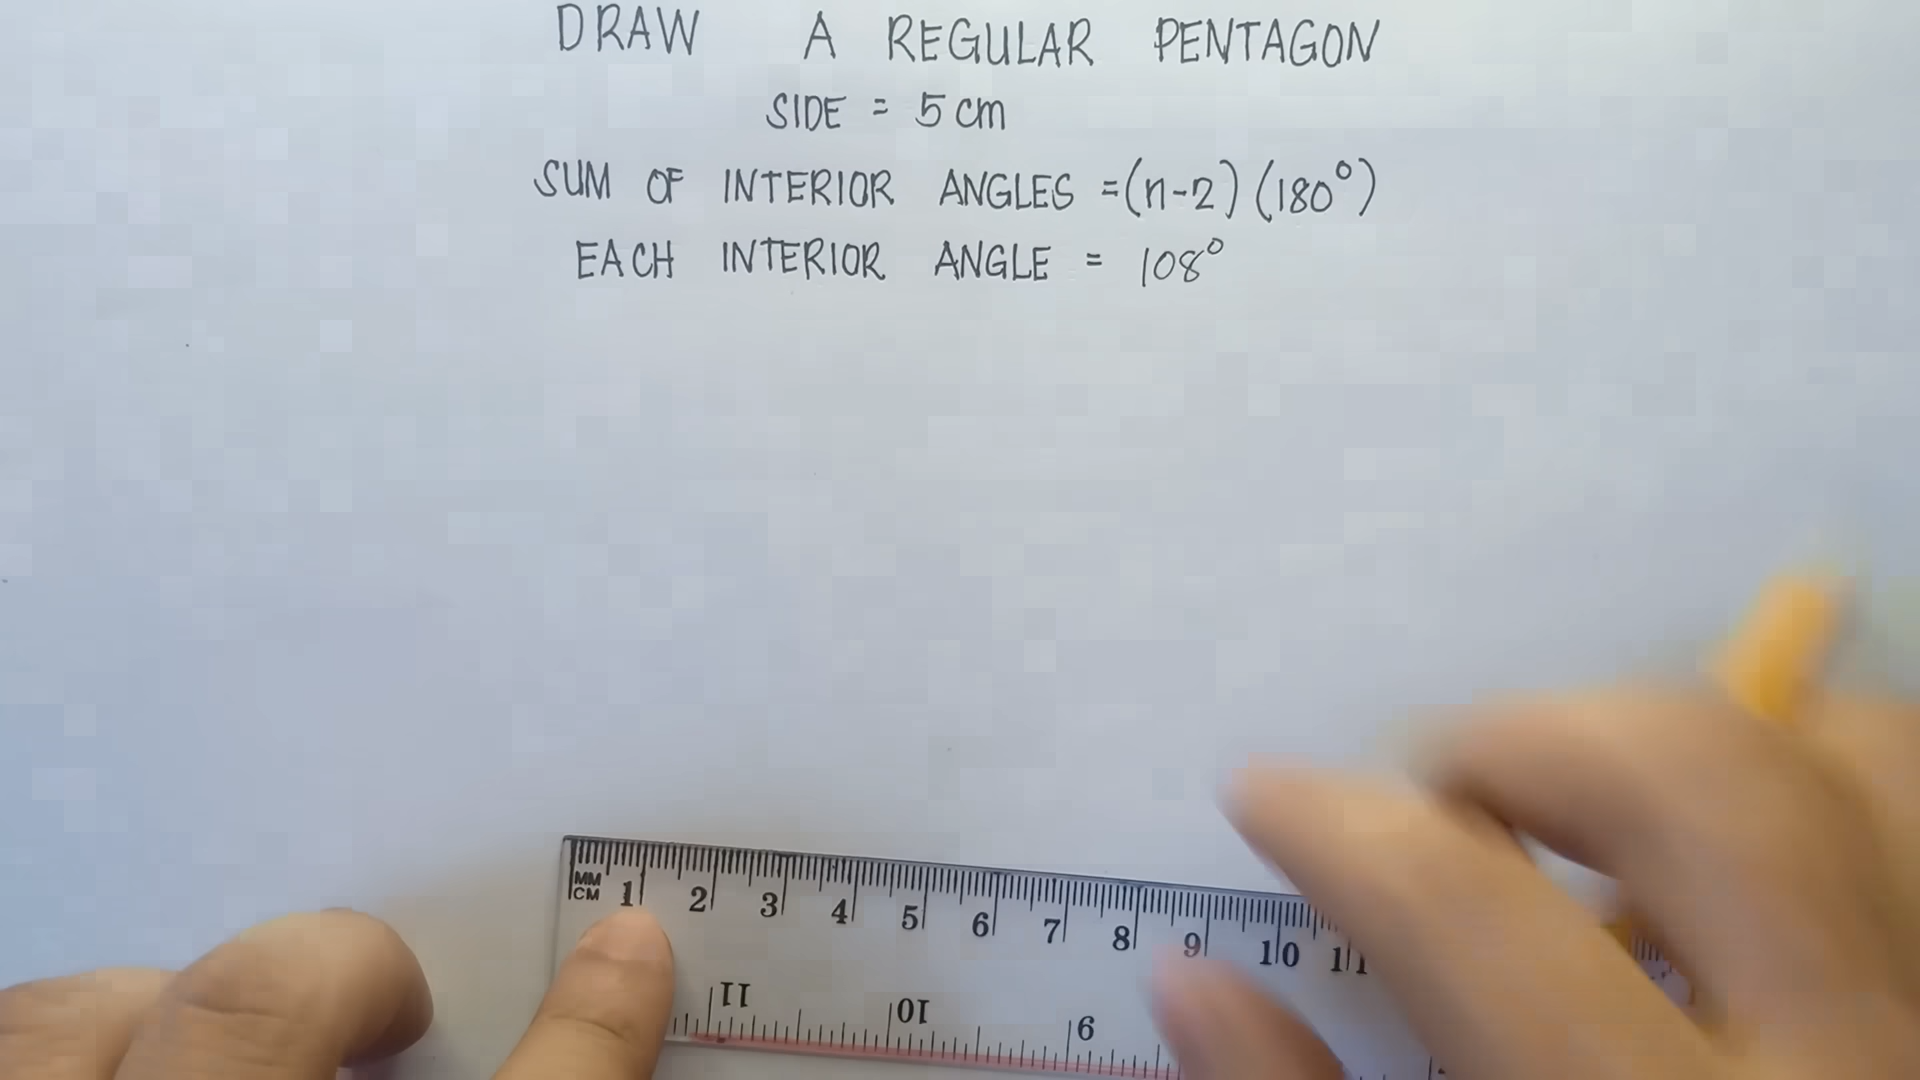 DRAW A REGULAR PENTAGON
SIDE = 5 cm
SUM OF INTERIOR ANGLES = (n-2) (180°)
EACH INTERIOR ANGLE = 108°
MM
CM 1 2 3 4 5 6 7 8 9 10 11
11 10 9